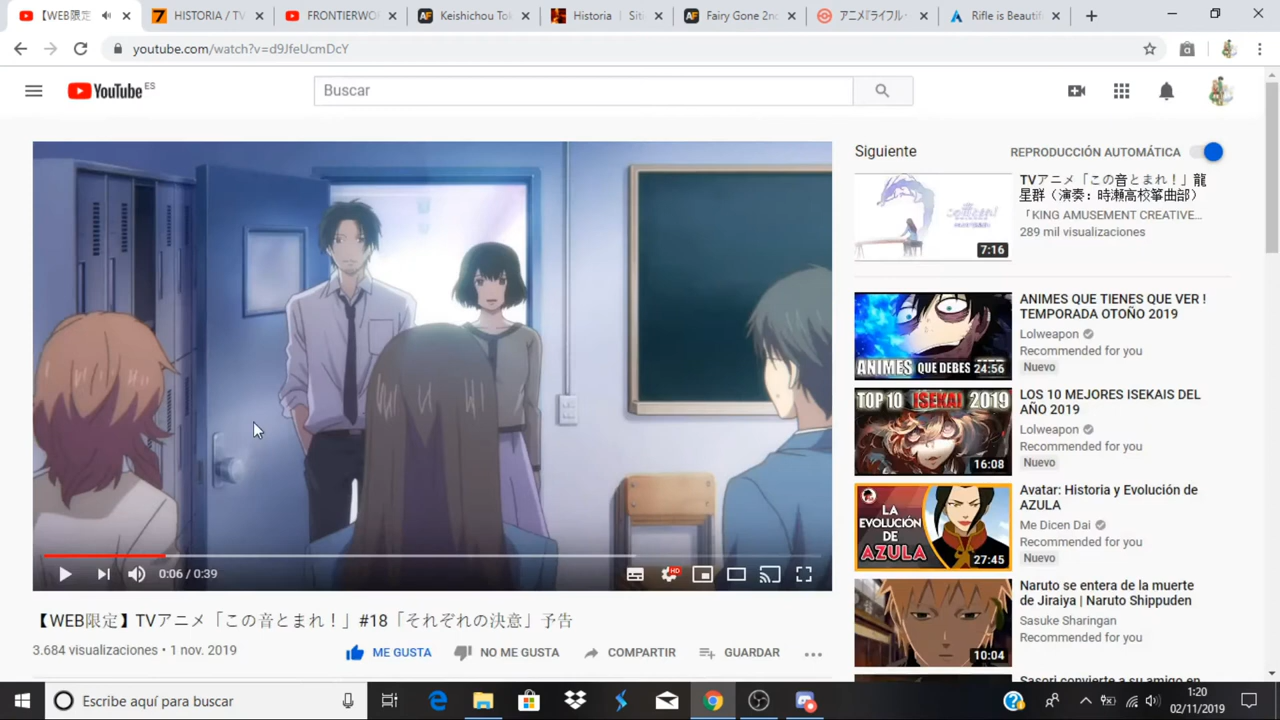 【WEB限定
HISTORIA / TV
FRONTIERWO
Keishichou Tok
Historia | Siti
Fairy Gone 2nd
アニメ『ライフル・
Rifle is Beautif
youtube.com/watch?v=d9JfeUcmDcY
YouTube ES
Buscar
Siguiente
REPRODUCCIÓN AUTOMÁTICA
TVアニメ「この音とまれ！」龍
星群（演奏：時瀬高校箏曲部）
「KING AMUSEMENT CREATIVE...
289 mil visualizaciones
7:16
ANIMES QUE TIENES QUE VER !
TEMPORADA OTOÑO 2019
Lolweapon
Recommended for you
Nuevo
ANIMES
QUE DEBES VER
24:56
LOS 10 MEJORES ISEKAIS DEL
AÑO 2019
Lolweapon
Recommended for you
Nuevo
TOP 10 ISEKAI 2019
16:08
Avatar: Historia y Evolución de
AZULA
Me Dicen Dai
Recommended for you
Nuevo
LA
EVOLUCIÓN
DE
AZULA
27:45
Naruto se entera de la muerte
de Jiraiya | Naruto Shippuden
Sasuke Sharingan
Recommended for you
10:04
Sasori convierte a su amigo en
0:06 / 0:39
HD
【WEB限定】TVアニメ「この音とまれ！」#18「それぞれの決意」予告
3.684 visualizaciones • 1 nov. 2019
ME GUSTA
NO ME GUSTA
COMPARTIR
GUARDAR
Escribe aquí para buscar
1:20
02/11/2019